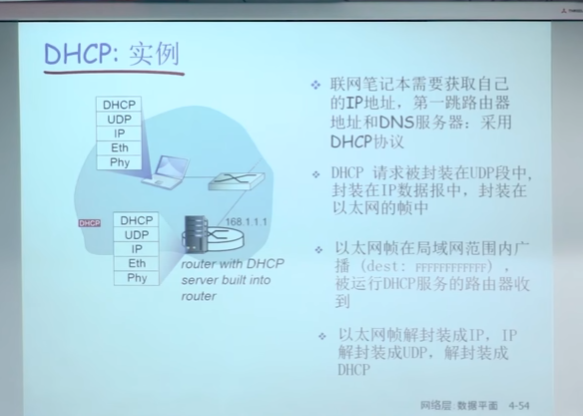 DHCP: 实例
DHCP
UDP
IP
Eth
Phy
DHCP
DHCP
UDP
IP
Eth
Phy
168.1.1.1
router with DHCP
server built into
router
联网笔记本需要获取自己
的IP地址，第一跳路由器
地址和DNS服务器：采用
DHCP协议
DHCP 请求被封装在UDP段中,
封装在IP数据报中，封装在
以太网的帧中
以太网帧在局域网范围内广
播 (dest: FFFFFFFFFFFF) ，
被运行DHCP服务的路由器收
到
以太网帧解封装成IP，IP
解封装成UDP，解封装成
DHCP
网络层:数据平面 4-54